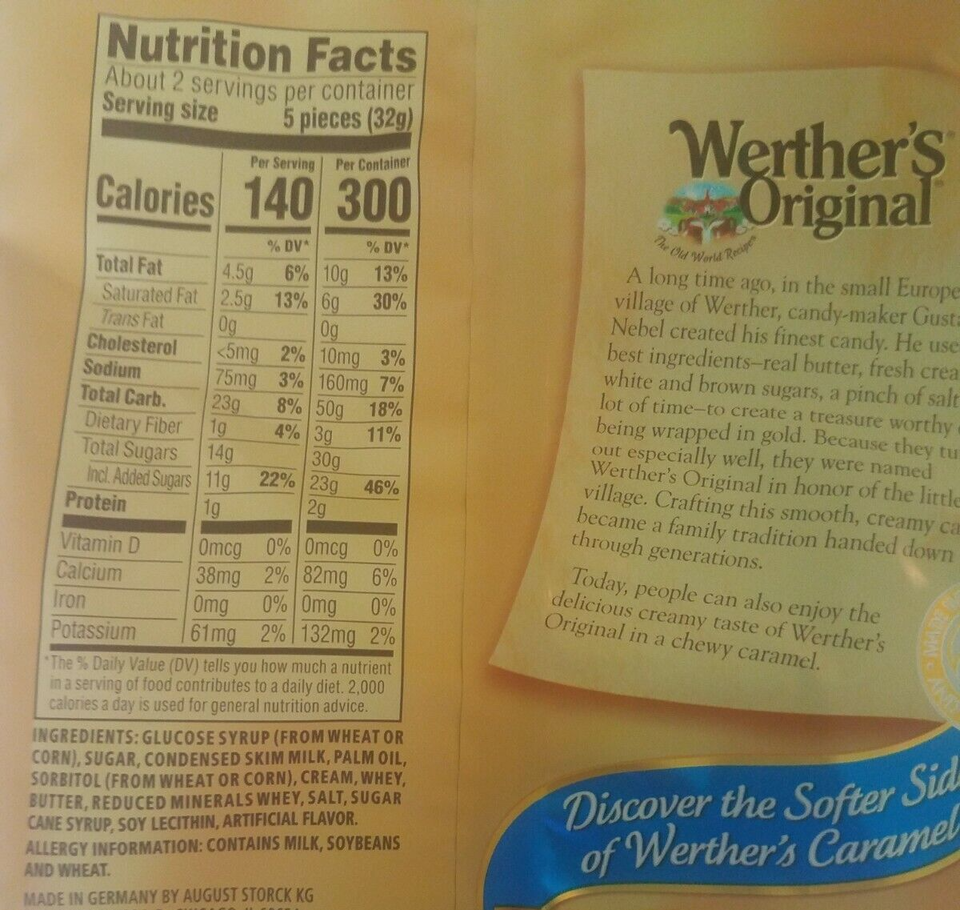 Nutrition Facts
About 2 servings per container
Serving size 5 pieces (32g)
Per Serving Per Container
Calories 140 300
% DV* % DV*
Total Fat 4.5g 6% 10g 13%
Saturated Fat 2.5g 13% 6g 30%
Trans Fat 0g 0g
Cholesterol <5mg 2% 10mg 3%
Sodium 75mg 3% 160mg 7%
Total Carb. 23g 8% 50g 18%
Dietary Fiber 1g 4% 3g 11%
Total Sugars 14g 30g
Incl. Added Sugars 11g 22% 23g 46%
Protein 1g 2g
Vitamin D 0mcg 0% 0mcg 0%
Calcium 38mg 2% 82mg 6%
Iron 0mg 0% 0mg 0%
Potassium 61mg 2% 132mg 2%
*The % Daily Value (DV) tells you how much a nutrient
in a serving of food contributes to a daily diet. 2,000
calories a day is used for general nutrition advice.
INGREDIENTS: GLUCOSE SYRUP (FROM WHEAT OR
CORN), SUGAR, CONDENSED SKIM MILK, PALM OIL,
SORBITOL (FROM WHEAT OR CORN), CREAM, WHEY,
BUTTER, REDUCED MINERALS WHEY, SALT, SUGAR
CANE SYRUP, SOY LECITHIN, ARTIFICIAL FLAVOR.
ALLERGY INFORMATION: CONTAINS MILK, SOYBEANS
AND WHEAT.
MADE IN GERMANY BY AUGUST STORCK KG
Werther's
Original
The Old World Recipes
A long time ago, in the small Europe
village of Werther, candy-maker Gusta
Nebel created his finest candy. He use
best ingredients–real butter, fresh crea
white and brown sugars, a pinch of salt
lot of time–to create a treasure worthy
being wrapped in gold. Because they tu
out especially well, they were named
Werther's Original in honor of the little
village. Crafting this smooth, creamy ca
became a family tradition handed down
through generations.
Today, people can also enjoy the
delicious creamy taste of Werther's
Original in a chewy caramel.
Discover the Softer Sid
of Werther's Caramel